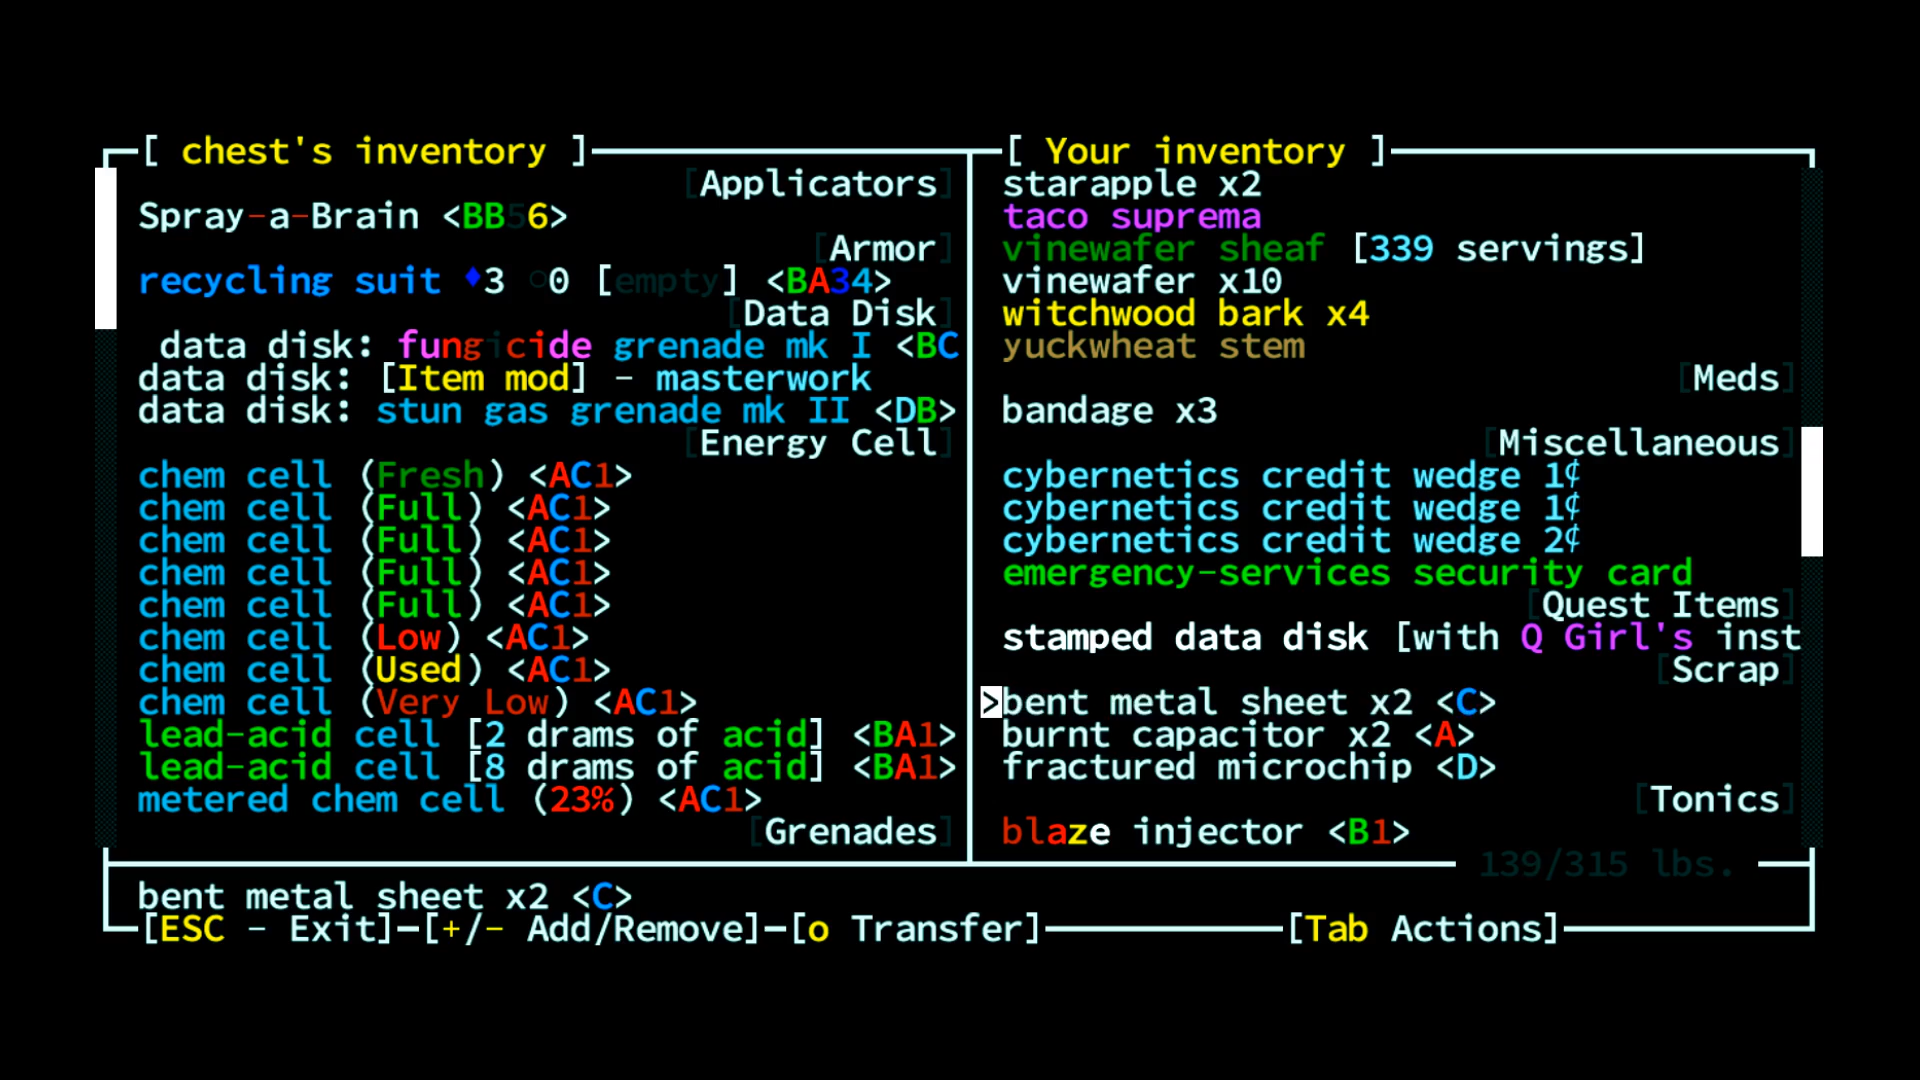 [ chest's inventory ]
[Applicators]
Spray-a-Brain <BB56>
[Armor]
recycling suit ♦3 ○0 [empty] <BA34>
[Data Disk]
data disk: fungicide grenade mk I <BC
data disk: [Item mod] - masterwork
data disk: stun gas grenade mk II <DB>
[Energy Cell]
chem cell (Fresh) <AC1>
chem cell (Full) <AC1>
chem cell (Full) <AC1>
chem cell (Full) <AC1>
chem cell (Full) <AC1>
chem cell (Low) <AC1>
chem cell (Used) <AC1>
chem cell (Very Low) <AC1>
lead-acid cell [2 drams of acid] <BA1>
lead-acid cell [8 drams of acid] <BA1>
metered chem cell (23%) <AC1>
[Grenades]
[ Your inventory ]
starapple x2
taco suprema
vinewafer sheaf [339 servings]
vinewafer x10
witchwood bark x4
yuckwheat stem
[Meds]
bandage x3
[Miscellaneous]
cybernetics credit wedge 1¢
cybernetics credit wedge 1¢
cybernetics credit wedge 2¢
emergency-services security card
[Quest Items]
stamped data disk [with Q Girl's inst
[Scrap]
>bent metal sheet x2 <C>
burnt capacitor x2 <A>
fractured microchip <D>
[Tonics]
blaze injector <B1>
139/315 lbs.
bent metal sheet x2 <C>
[ESC - Exit]-[+/- Add/Remove]-[o Transfer] [Tab Actions]